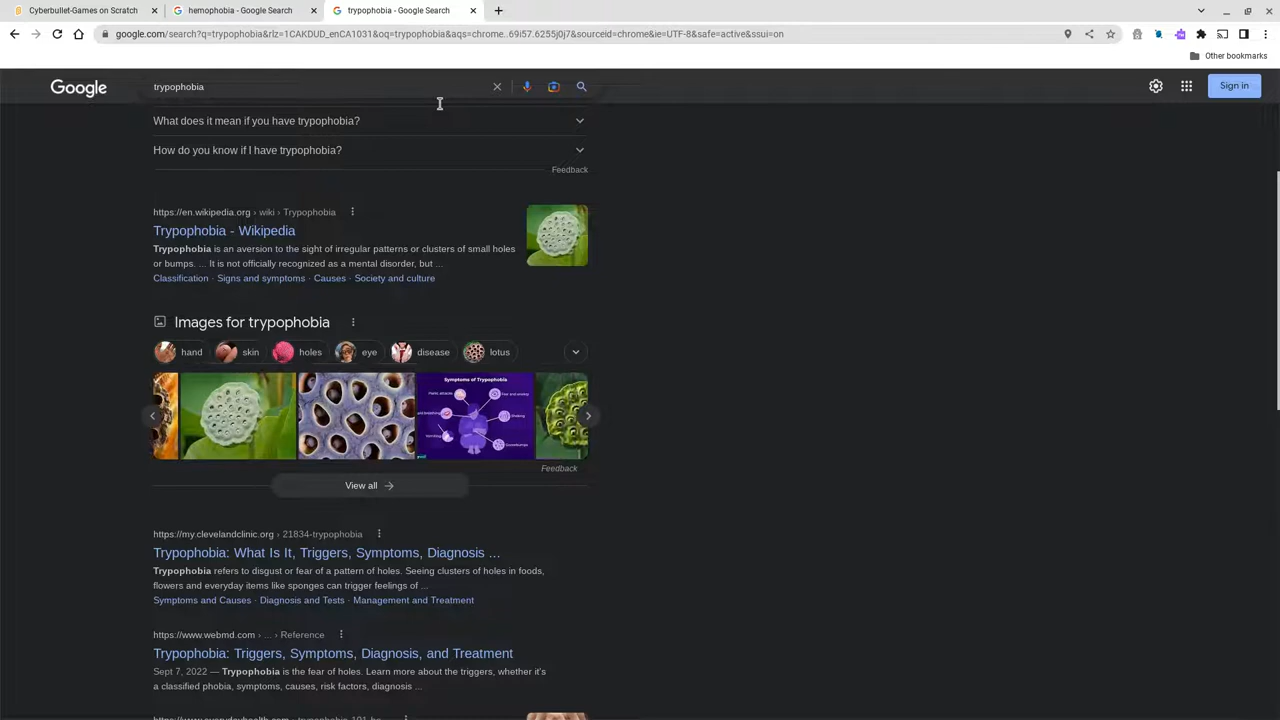 Cyberbullet-Games on Scratch
hemophobia - Google Search
trypophobia - Google Search
google.com/search?q=trypophobia&rlz=1CAKDUD_enCA1031&oq=trypophobia&aqs=chrome..69i57.6255j0j7&sourceid=chrome&ie=UTF-8&safe=active&ssui=on
Other bookmarks
Google
trypophobia
Sign in
What does it mean if you have trypophobia?
How do you know if I have trypophobia?
Feedback
https://en.wikipedia.org › wiki › Trypophobia
Trypophobia - Wikipedia
Trypophobia is an aversion to the sight of irregular patterns or clusters of small holes
or bumps. ... It is not officially recognized as a mental disorder, but ...
Classification · Signs and symptoms · Causes · Society and culture
Images for trypophobia
hand
skin
holes
eye
disease
lotus
Symptoms of Trypophobia
Panic attacks
Shaking
Goosebumps
Feedback
View all
https://my.clevelandclinic.org › 21834-trypophobia
Trypophobia: What Is It, Triggers, Symptoms, Diagnosis ...
Trypophobia refers to disgust or fear of a pattern of holes. Seeing clusters of holes in foods,
flowers and everyday items like sponges can trigger feelings of ...
Symptoms and Causes · Diagnosis and Tests · Management and Treatment
https://www.webmd.com › ... › Reference
Trypophobia: Triggers, Symptoms, Diagnosis, and Treatment
Sept 7, 2022 — Trypophobia is the fear of holes. Learn more about the triggers, whether it's
a classified phobia, symptoms, causes, risk factors, diagnosis ...